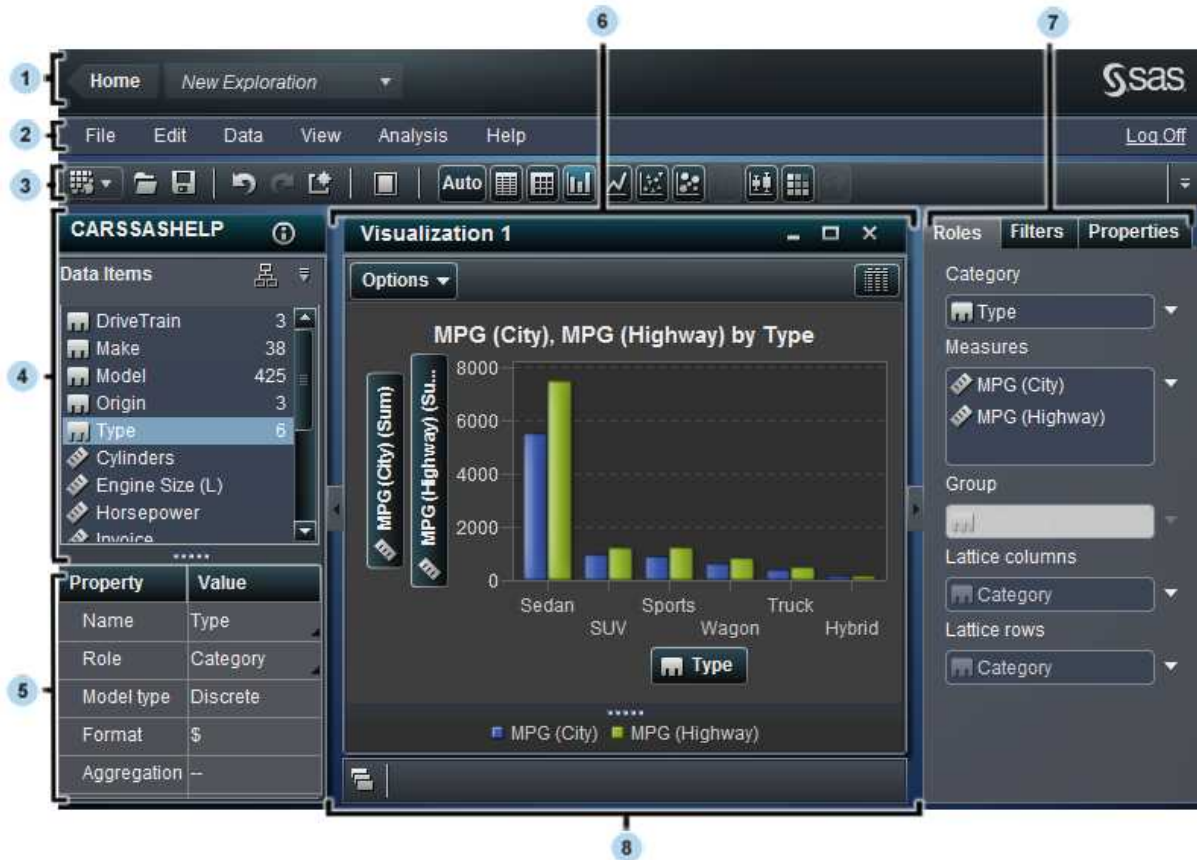 6
7
1
Home
New Exploration
sas
2
File Edit Data View Analysis Help Log Off
3
Auto
CARSSASHELP
Data Items
4
DriveTrain 3
Make 38
Model 425
Origin 3
Type 6
Cylinders
Engine Size (L)
Horsepower
Invoice
5
Property Value
Name Type
Role Category
Model type Discrete
Format $
Aggregation --
Visualization 1
Options
MPG (City), MPG (Highway) by Type
MPG (City) (Sum)
MPG (Highway) (Su...
8000
6000
4000
2000
0
Sedan SUV Sports Wagon Truck Hybrid
Type
MPG (City) MPG (Highway)
8
Roles Filters Properties
Category
Type
Measures
MPG (City)
MPG (Highway)
Group
Lattice columns
Category
Lattice rows
Category